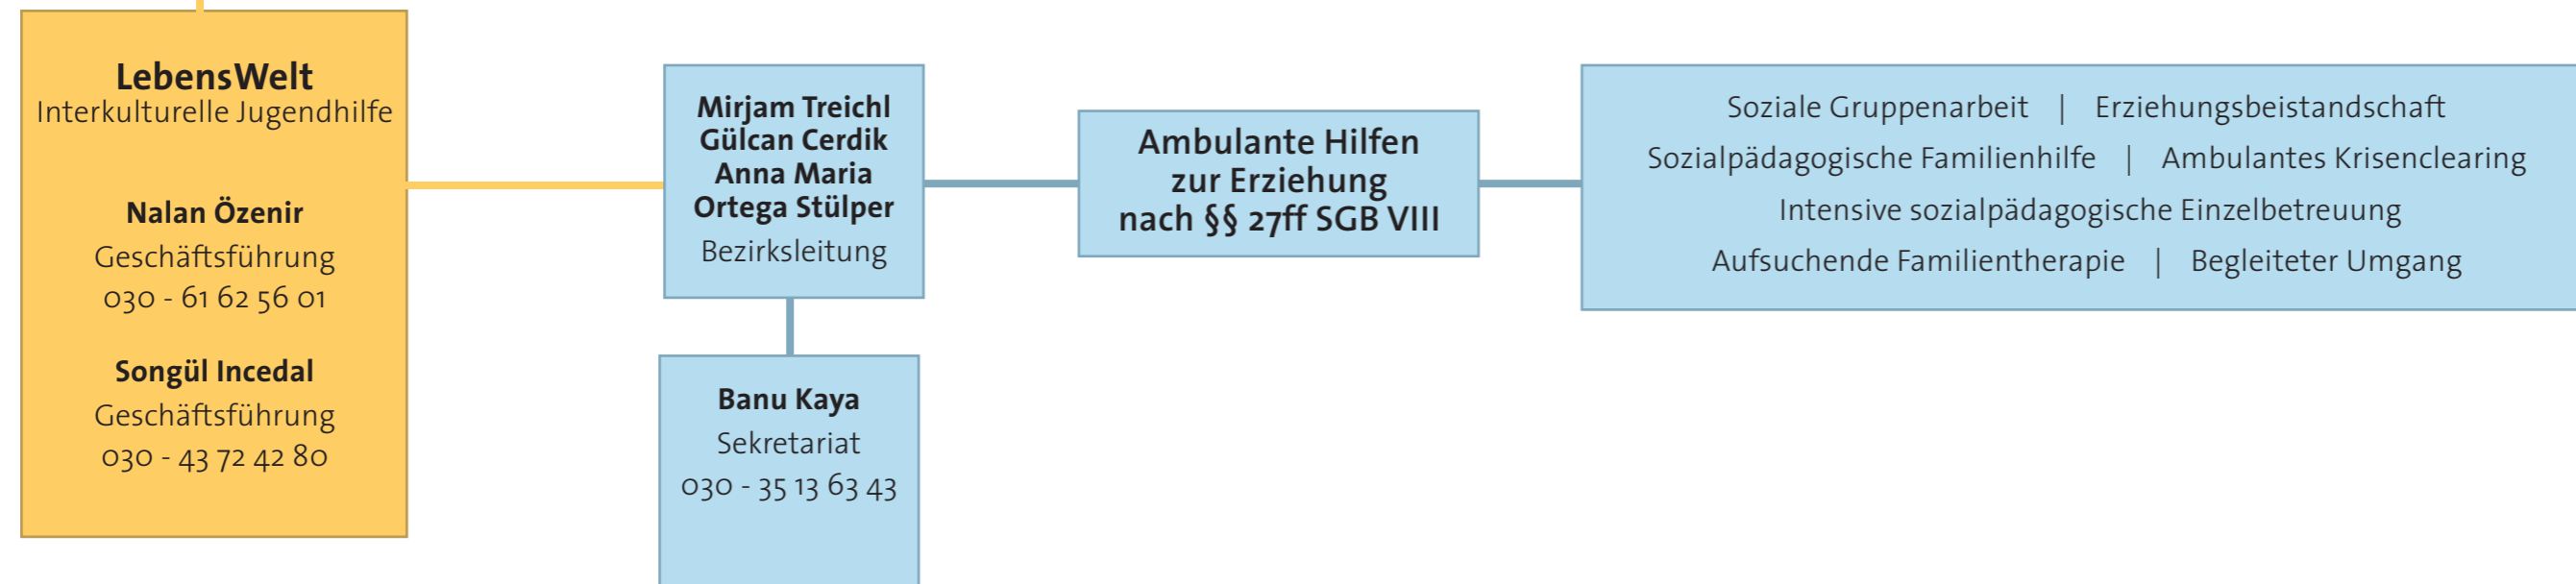 LebensWelt
Interkulturelle Jugendhilfe
Nalan Özenir
Geschäftsführung
030 - 61 62 56 01
Songül Incedal
Geschäftsführung
030 - 43 72 42 80
Mirjam Treichl
Gülcan Cerdik
Anna Maria
Ortega Stülper
Bezirksleitung
Banu Kaya
Sekretariat
030 - 35 13 63 43
Ambulante Hilfen
zur Erziehung
nach §§ 27ff SGB VIII
Soziale Gruppenarbeit | Erziehungsbeistandschaft
Sozialpädagogische Familienhilfe | Ambulantes Krisenclearing
Intensive sozialpädagogische Einzelbetreuung
Aufsuchende Familientherapie | Begleiteter Umgang